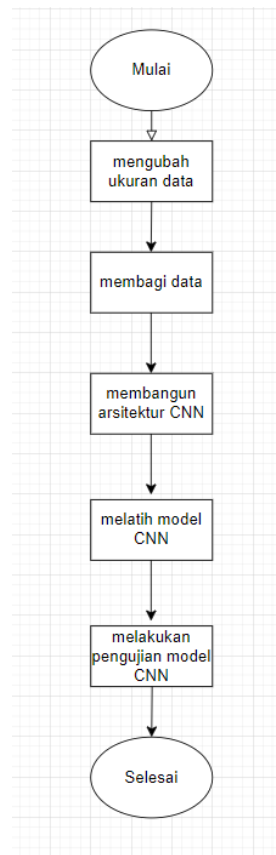 Mulai
mengubah
ukuran data
membagi data
membangun
arsitektur CNN
melatih model
CNN
melakukan
pengujian model
CNN
Selesai